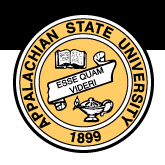 APPALACHIAN STATE UNIVERSITY
ESSE QUAM
VIDERI
1899